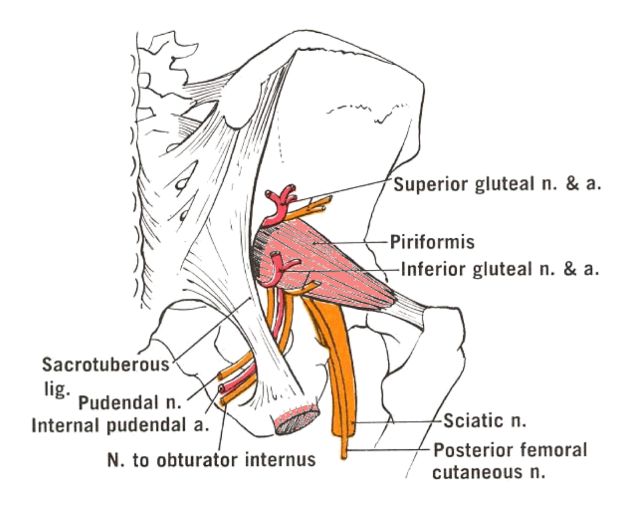 Superior gluteal n. & a.
Piriformis
Inferior gluteal n. & a.
Sacrotuberous
lig.
Pudendal n.
Internal pudendal a.
N. to obturator internus
Sciatic n.
Posterior femoral
cutaneous n.